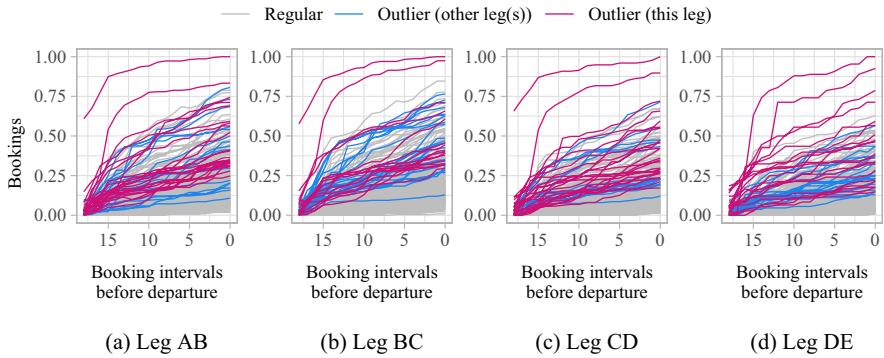 Regular Outlier (other leg(s)) Outlier (this leg)
Bookings
1.00
0.75
0.50
0.25
0.00
15 10 5 0
Booking intervals
before departure
(a) Leg AB
1.00
0.75
0.50
0.25
0.00
15 10 5 0
Booking intervals
before departure
(b) Leg BC
1.00
0.75
0.50
0.25
0.00
15 10 5 0
Booking intervals
before departure
(c) Leg CD
1.00
0.75
0.50
0.25
0.00
15 10 5 0
Booking intervals
before departure
(d) Leg DE